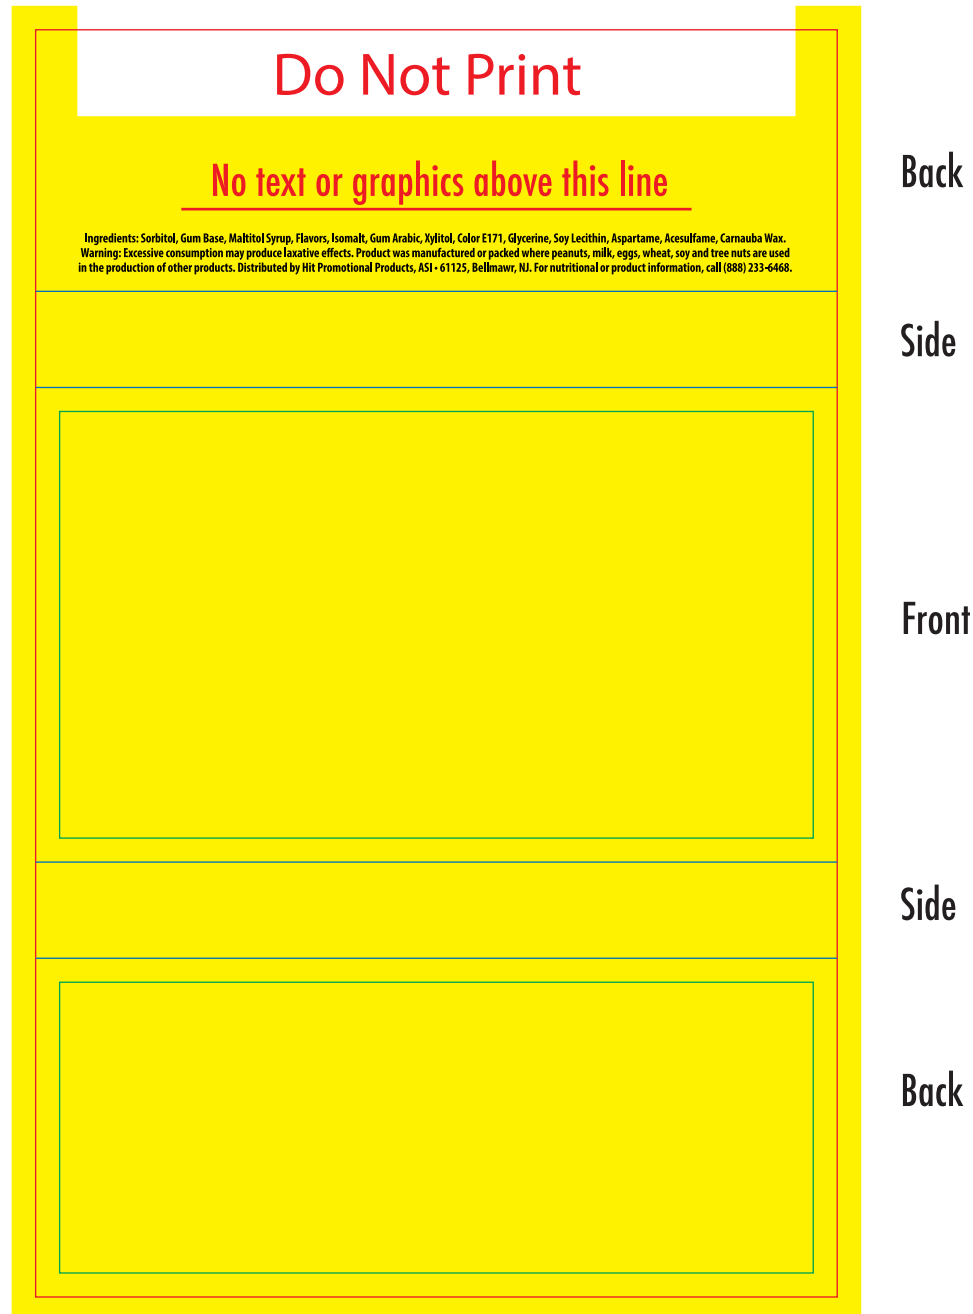 Do Not Print
No text or graphics above this line
Back
Ingredients: Sorbitol, Gum Base, Maltitol Syrup, Flavors, Isomalt, Gum Arabic, Xylitol, Color E171, Glycerine, Soy Lecithin, Aspartame, Acesulfame, Carnauba Wax.
Warning: Excessive consumption may produce laxative effects. Product was manufactured or packed where peanuts, milk, eggs, wheat, soy and tree nuts are used
in the production of other products. Distributed by Hit Promotional Products, ASI • 61125, Bellmawr, NJ. For nutritional or product information, call (888) 233-6468.
Side
Front
Side
Back